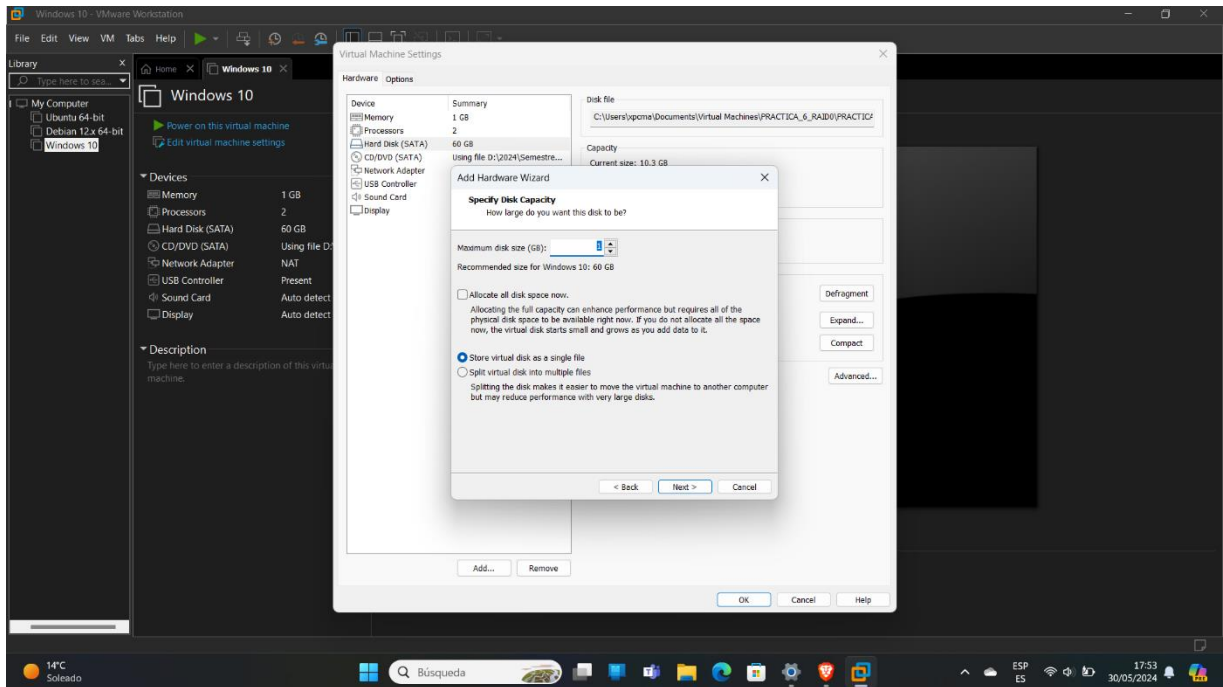 Windows 10 - VMware Workstation
File Edit View VM Tabs Help
Library X
Type here to sea...
My Computer
Ubuntu 64-bit
Debian 12.x 64-bit
Windows 10
Home X
Windows 10 X
Windows 10
Power on this virtual machine
Edit virtual machine settings
Devices
Memory 1 GB
Processors 2
Hard Disk (SATA) 60 GB
CD/DVD (SATA) Using file D:
Network Adapter NAT
USB Controller Present
Sound Card Auto detect
Display Auto detect
Description
Type here to enter a description of this virtua
machine.
Virtual Machine Settings
Hardware Options
Device Summary
Memory 1 GB
Processors 2
Hard Disk (SATA) 60 GB
CD/DVD (SATA) Using file D:\2024\Semestre...
Network Adapter
USB Controller
Sound Card
Display
Add... Remove
Disk file
C:\Users\xpcma\Documents\Virtual Machines\PRACTICA_6_RAID0\PRACTICA
Capacity
Current size: 10.3 GB
Defragment
Expand...
Compact
Advanced...
OK Cancel Help
Add Hardware Wizard
Specify Disk Capacity
How large do you want this disk to be?
Maximum disk size (GB): 1
Recommended size for Windows 10: 60 GB
Allocate all disk space now.
Allocating the full capacity can enhance performance but requires all of the
physical disk space to be available right now. If you do not allocate all the space
now, the virtual disk starts small and grows as you add data to it.
Store virtual disk as a single file
Split virtual disk into multiple files
Splitting the disk makes it easier to move the virtual machine to another computer
but may reduce performance with very large disks.
< Back Next > Cancel
14°C
Soleado
Búsqueda
ESP
ES
17:53
30/05/2024